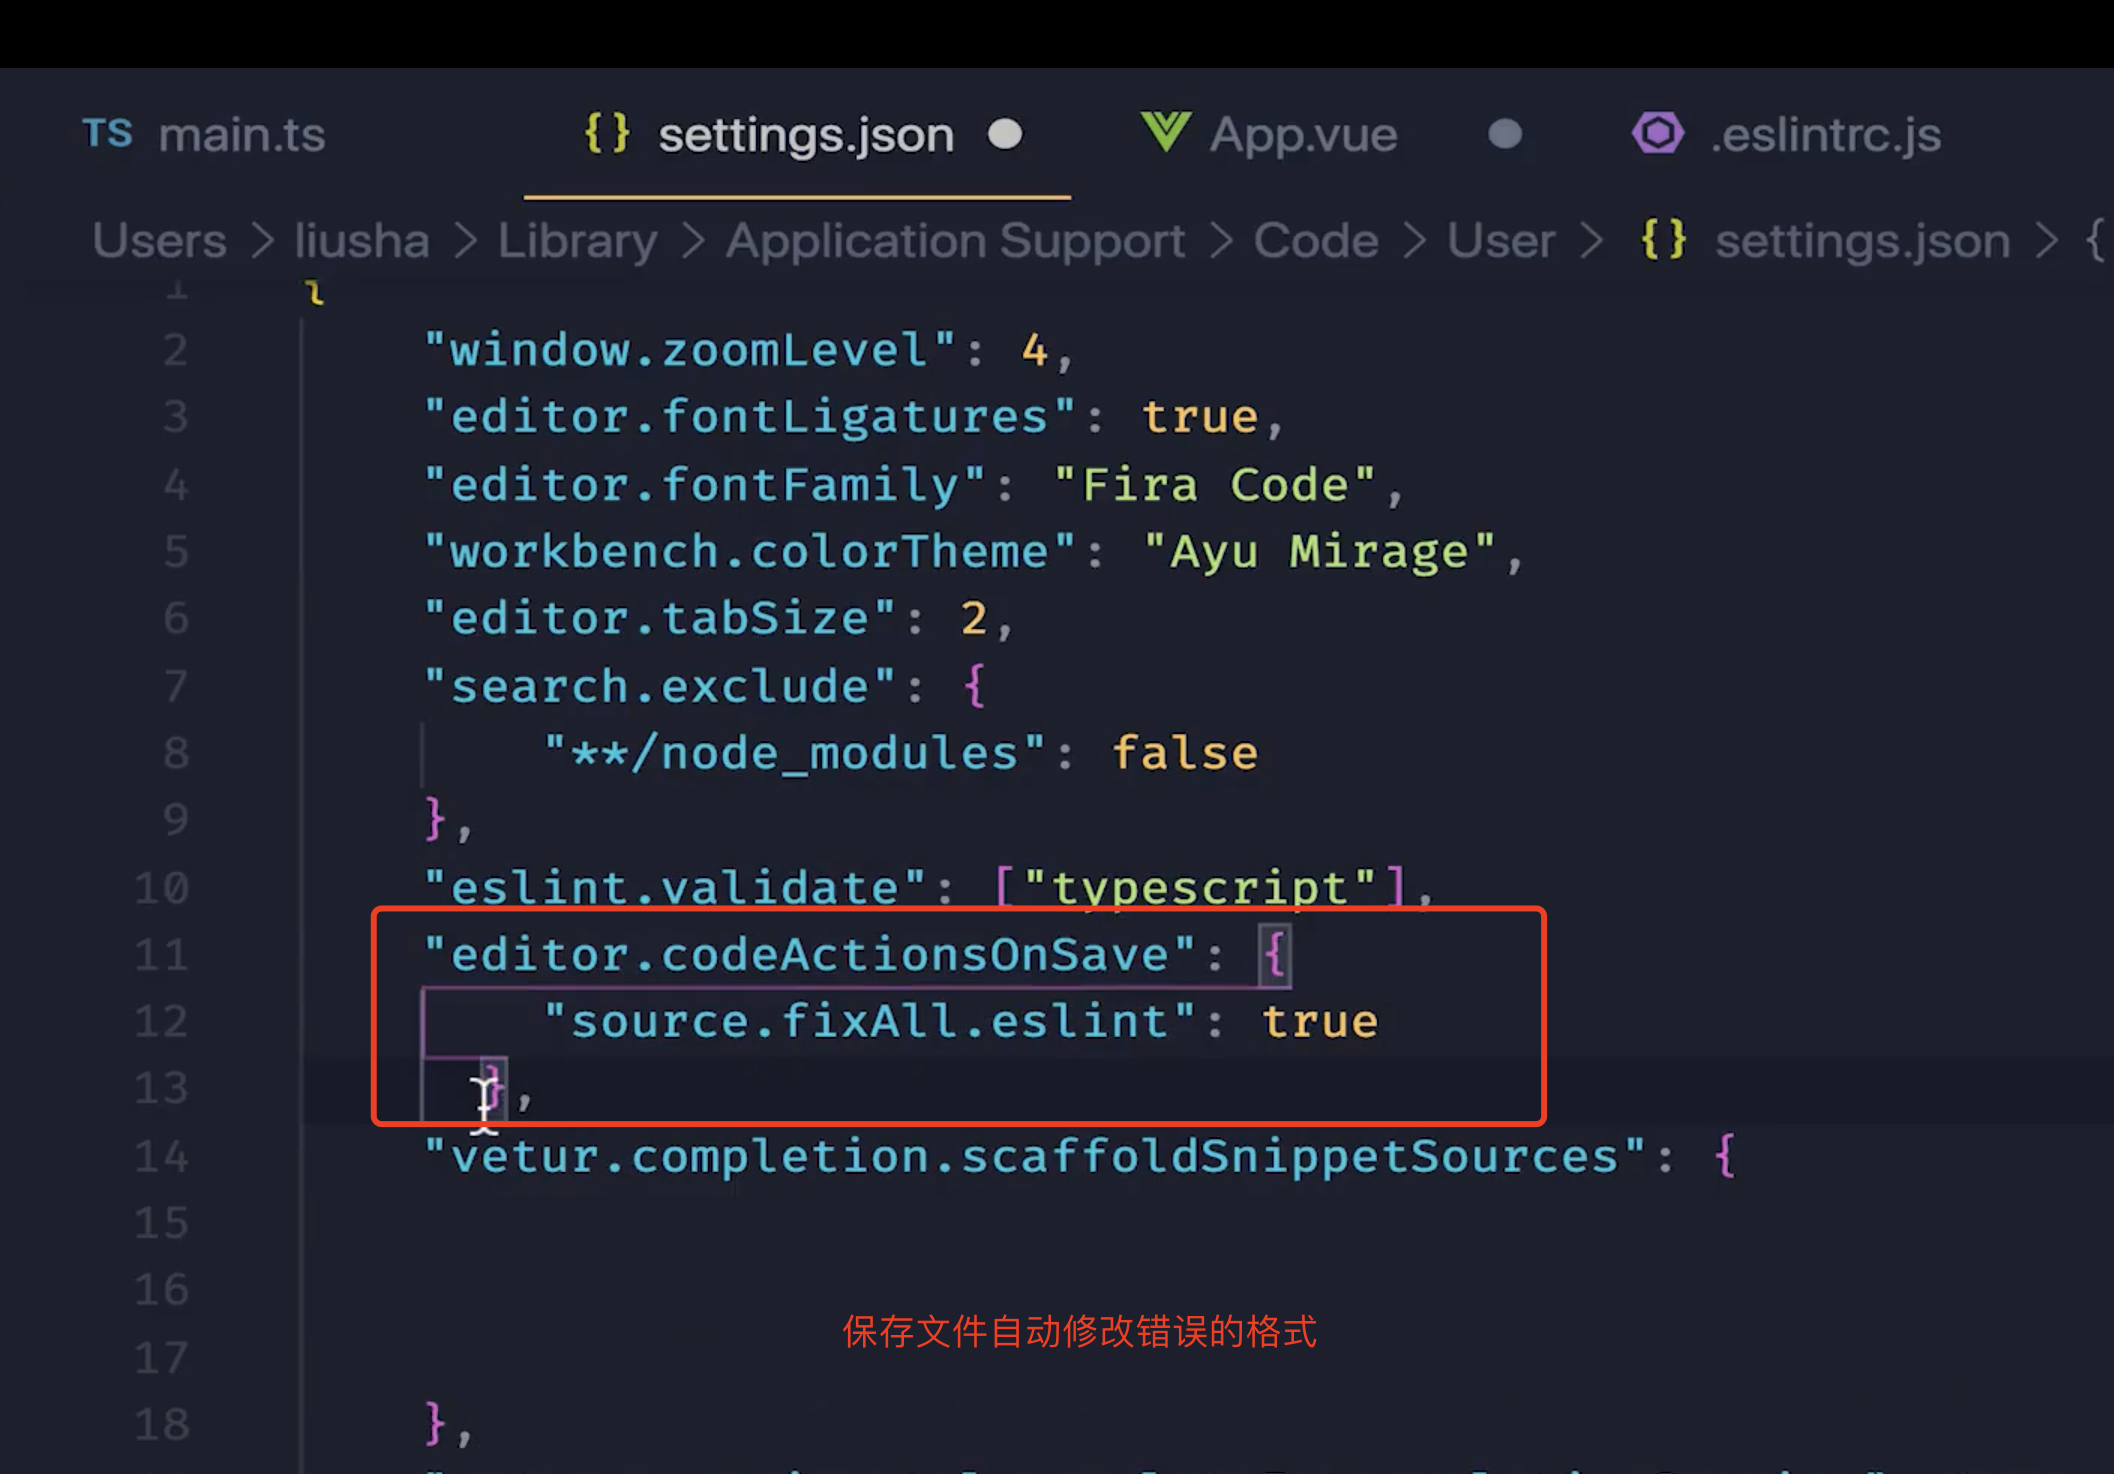 TS main.ts {} settings.json App.vue .eslintrc.js
Users > liusha > Library > Application Support > Code > User > {} settings.json > {
1 {
2 "window.zoomLevel": 4,
3 "editor.fontLigatures": true,
4 "editor.fontFamily": "Fira Code",
5 "workbench.colorTheme": "Ayu Mirage",
6 "editor.tabSize": 2,
7 "search.exclude": {
8 "**/node_modules": false
9 },
10 "eslint.validate": ["typescript"],
11 "editor.codeActionsOnSave": {
12 "source.fixAll.eslint": true
13 },
14 "vetur.completion.scaffoldSnippetSources": {
15
16
保存文件自动修改错误的格式
17
18 },